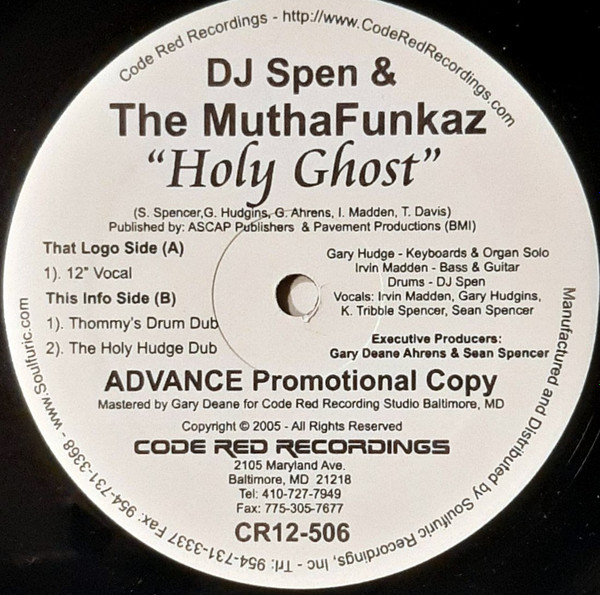 Code Red Recordings - http://www.CodeRedRecordings.com
DJ Spen &
The MuthaFunkaz
“Holy Ghost”
(S. Spencer,G. Hudgins, G. Ahrens, I. Madden, T. Davis)
Published by: ASCAP Publishers & Pavement Productions (BMI)
That Logo Side (A)
1). 12" Vocal
This Info Side (B)
1). Thommy's Drum Dub
2). The Holy Hudge Dub
Gary Hudge - Keyboards & Organ Solo
Irvin Madden - Bass & Guitar
Drums - DJ Spen
Vocals: Irvin Madden, Gary Hudgins,
K. Tribble Spencer, Sean Spencer
Executive Producers:
Gary Deane Ahrens & Sean Spencer
ADVANCE Promotional Copy
Mastered by Gary Deane for Code Red Recording Studio Baltimore, MD
Copyright © 2005 - All Rights Reserved
CODE RED RECORDINGS
2105 Maryland Ave.
Baltimore, MD 21218
Tel: 410-727-7949
Fax: 775-305-7677
CR12-506
Manufactured and Distributed by Soulfuric Recordings, Inc - Trl: 954-731-3337 Fax: 954-731-3368 - www.Soulfuric.com